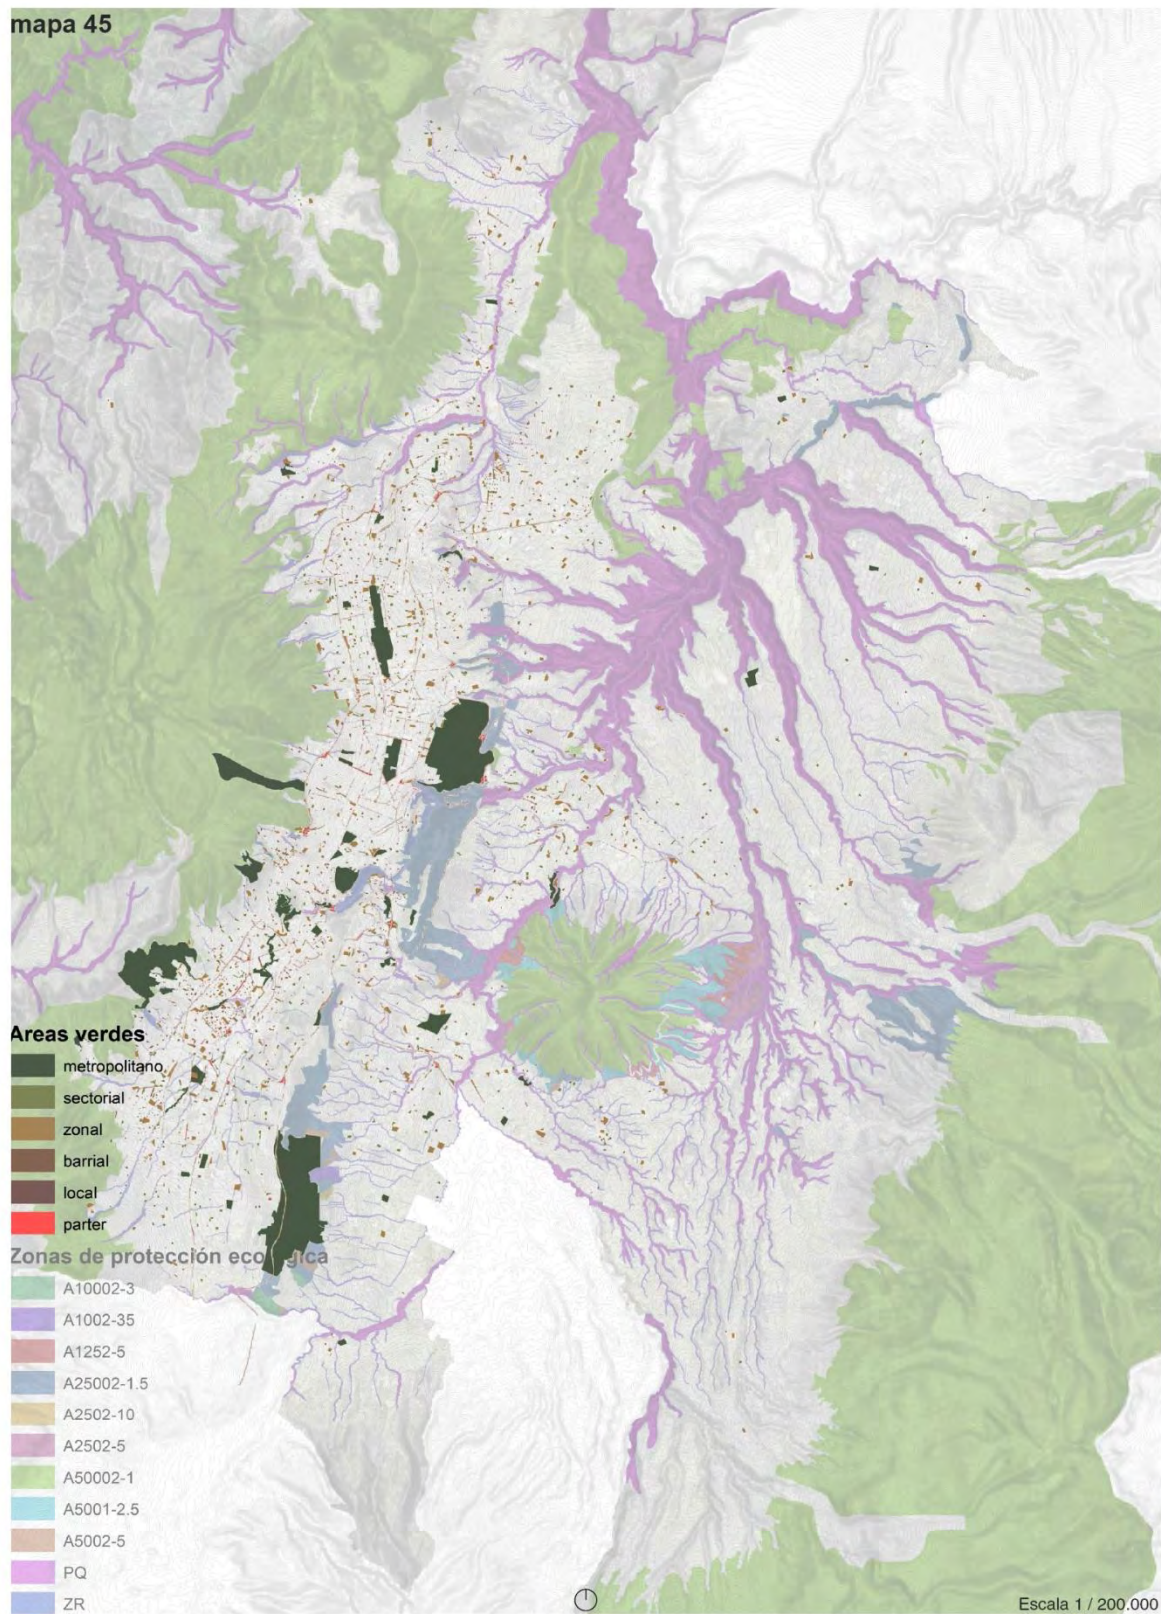 mapa 45
Areas verdes
metropolitano
sectorial
zonal
barrial
local
parter
Zonas de protección ecológica
A10002-3
A1002-35
A1252-5
A25002-1.5
A2502-10
A2502-5
A50002-1
A5001-2.5
A5002-5
PQ
ZR
Escala 1 / 200.000